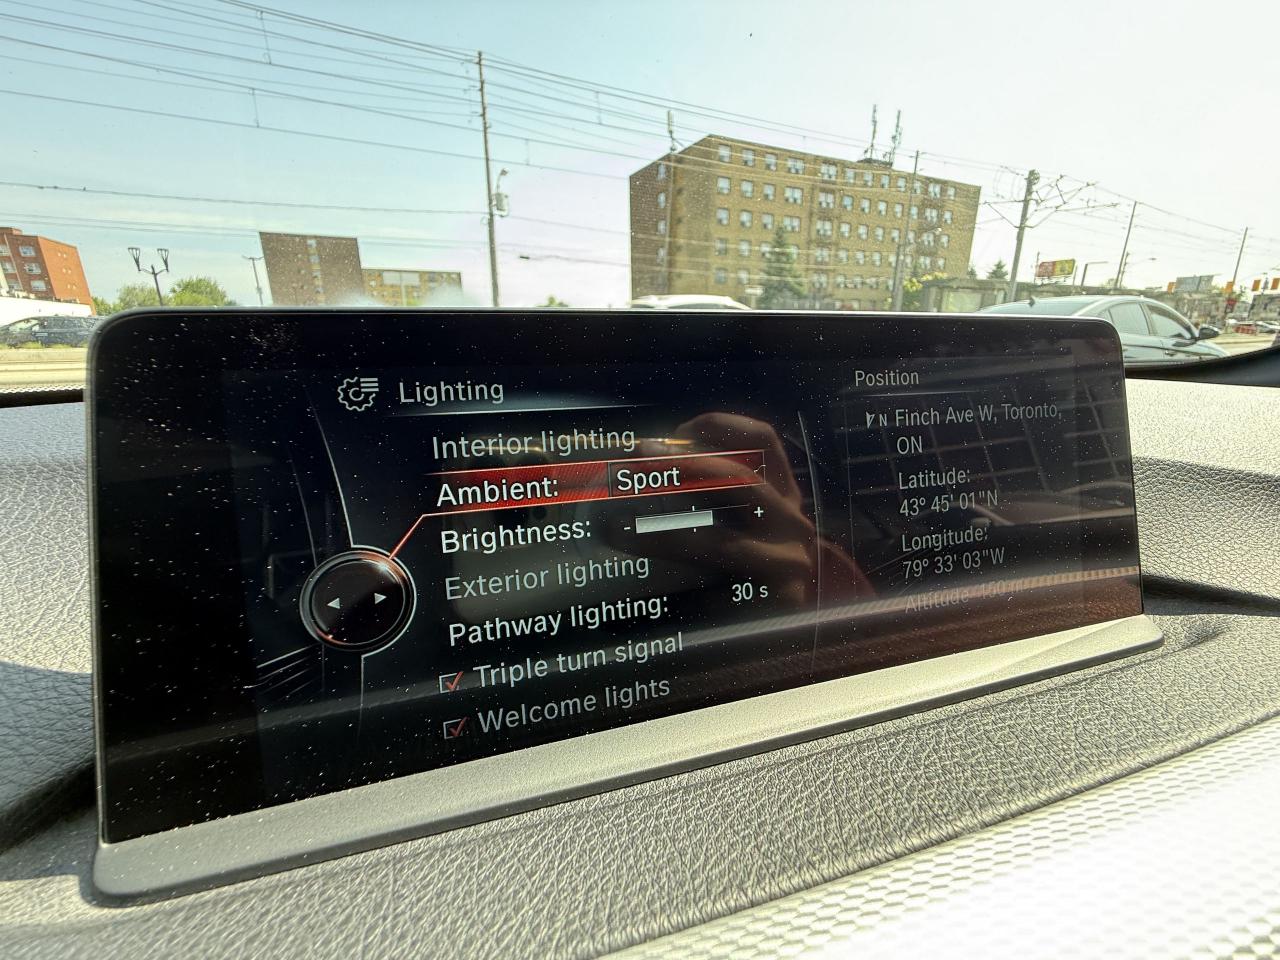 Lighting
Interior lighting
Ambient: Sport
Brightness: - +
Exterior lighting
Pathway lighting: 30 s
Triple turn signal
Welcome lights
Position
N Finch Ave W, Toronto,
ON
Latitude:
43° 45' 01"N
Longitude:
79° 33' 03"W
Altitude